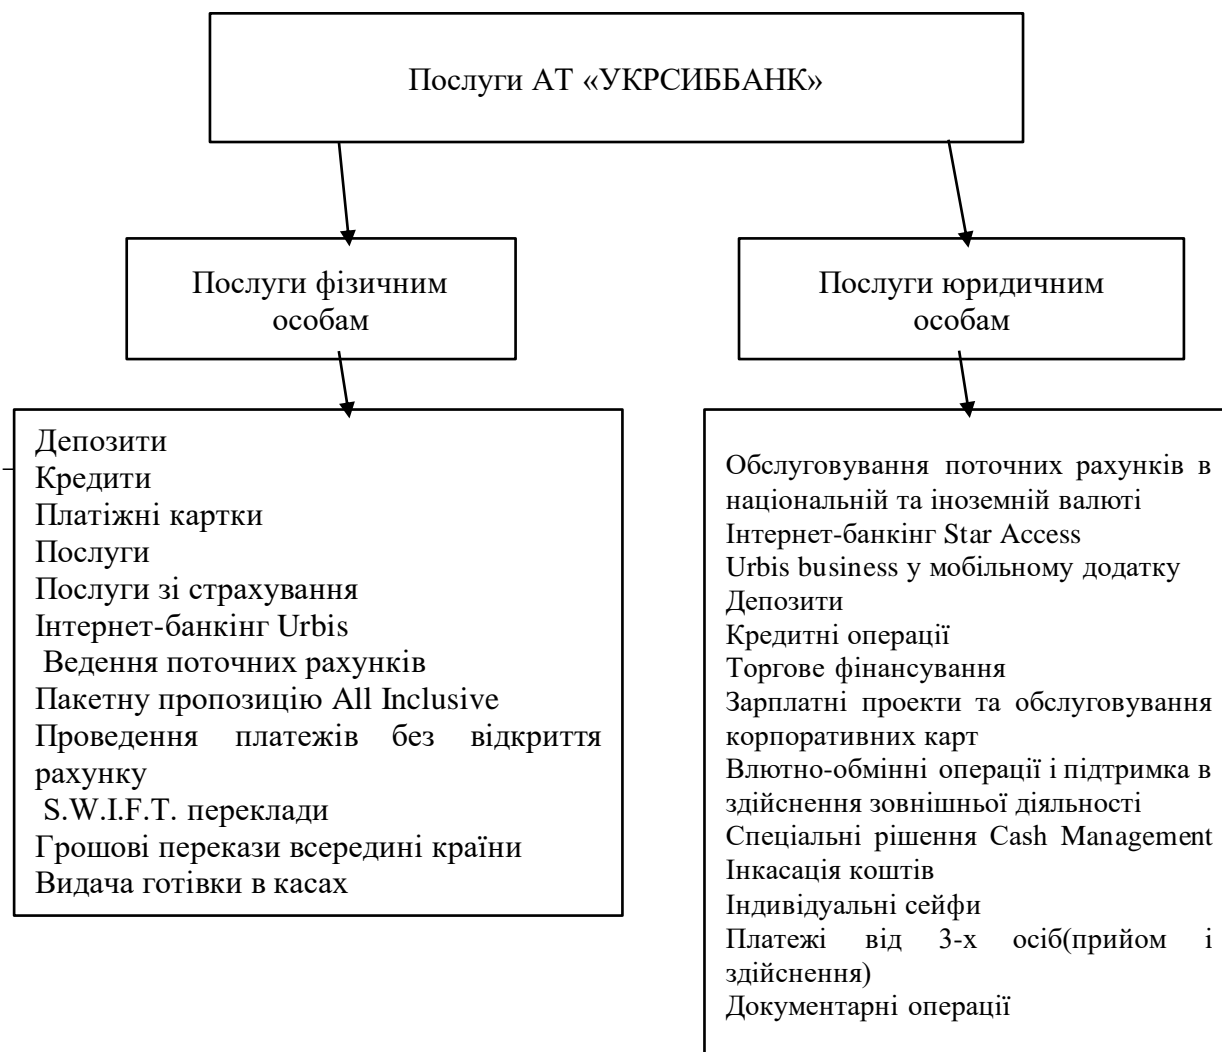 Послуги АТ «УКРСИББАНК»
Послуги фізичним
особам
Послуги юридичним
особам
Депозити
Кредити
Платіжні картки
Послуги
Послуги зі страхування
Інтернет-банкінг Urbis
Ведення поточних рахунків
Пакетну пропозицію All Inclusive
Проведення платежів без відкриття
рахунку
S.W.I.F.T. переклади
Грошові перекази всередині країни
Видача готівки в касах
Обслуговування поточних рахунків в
національній та іноземній валюті
Інтернет-банкінг Star Access
Urbis business у мобільному додатку
Депозити
Кредитні операції
Торгове фінансування
Зарплатні проекти та обслуговування
корпоративних карт
Влютно-обмінні операції і підтримка в
здійснення зовнішньої діяльності
Спеціальні рішення Cash Management
Інкасація коштів
Індивідуальні сейфи
Платежі від 3-х осіб(прийом і
здійснення)
Документарні операції